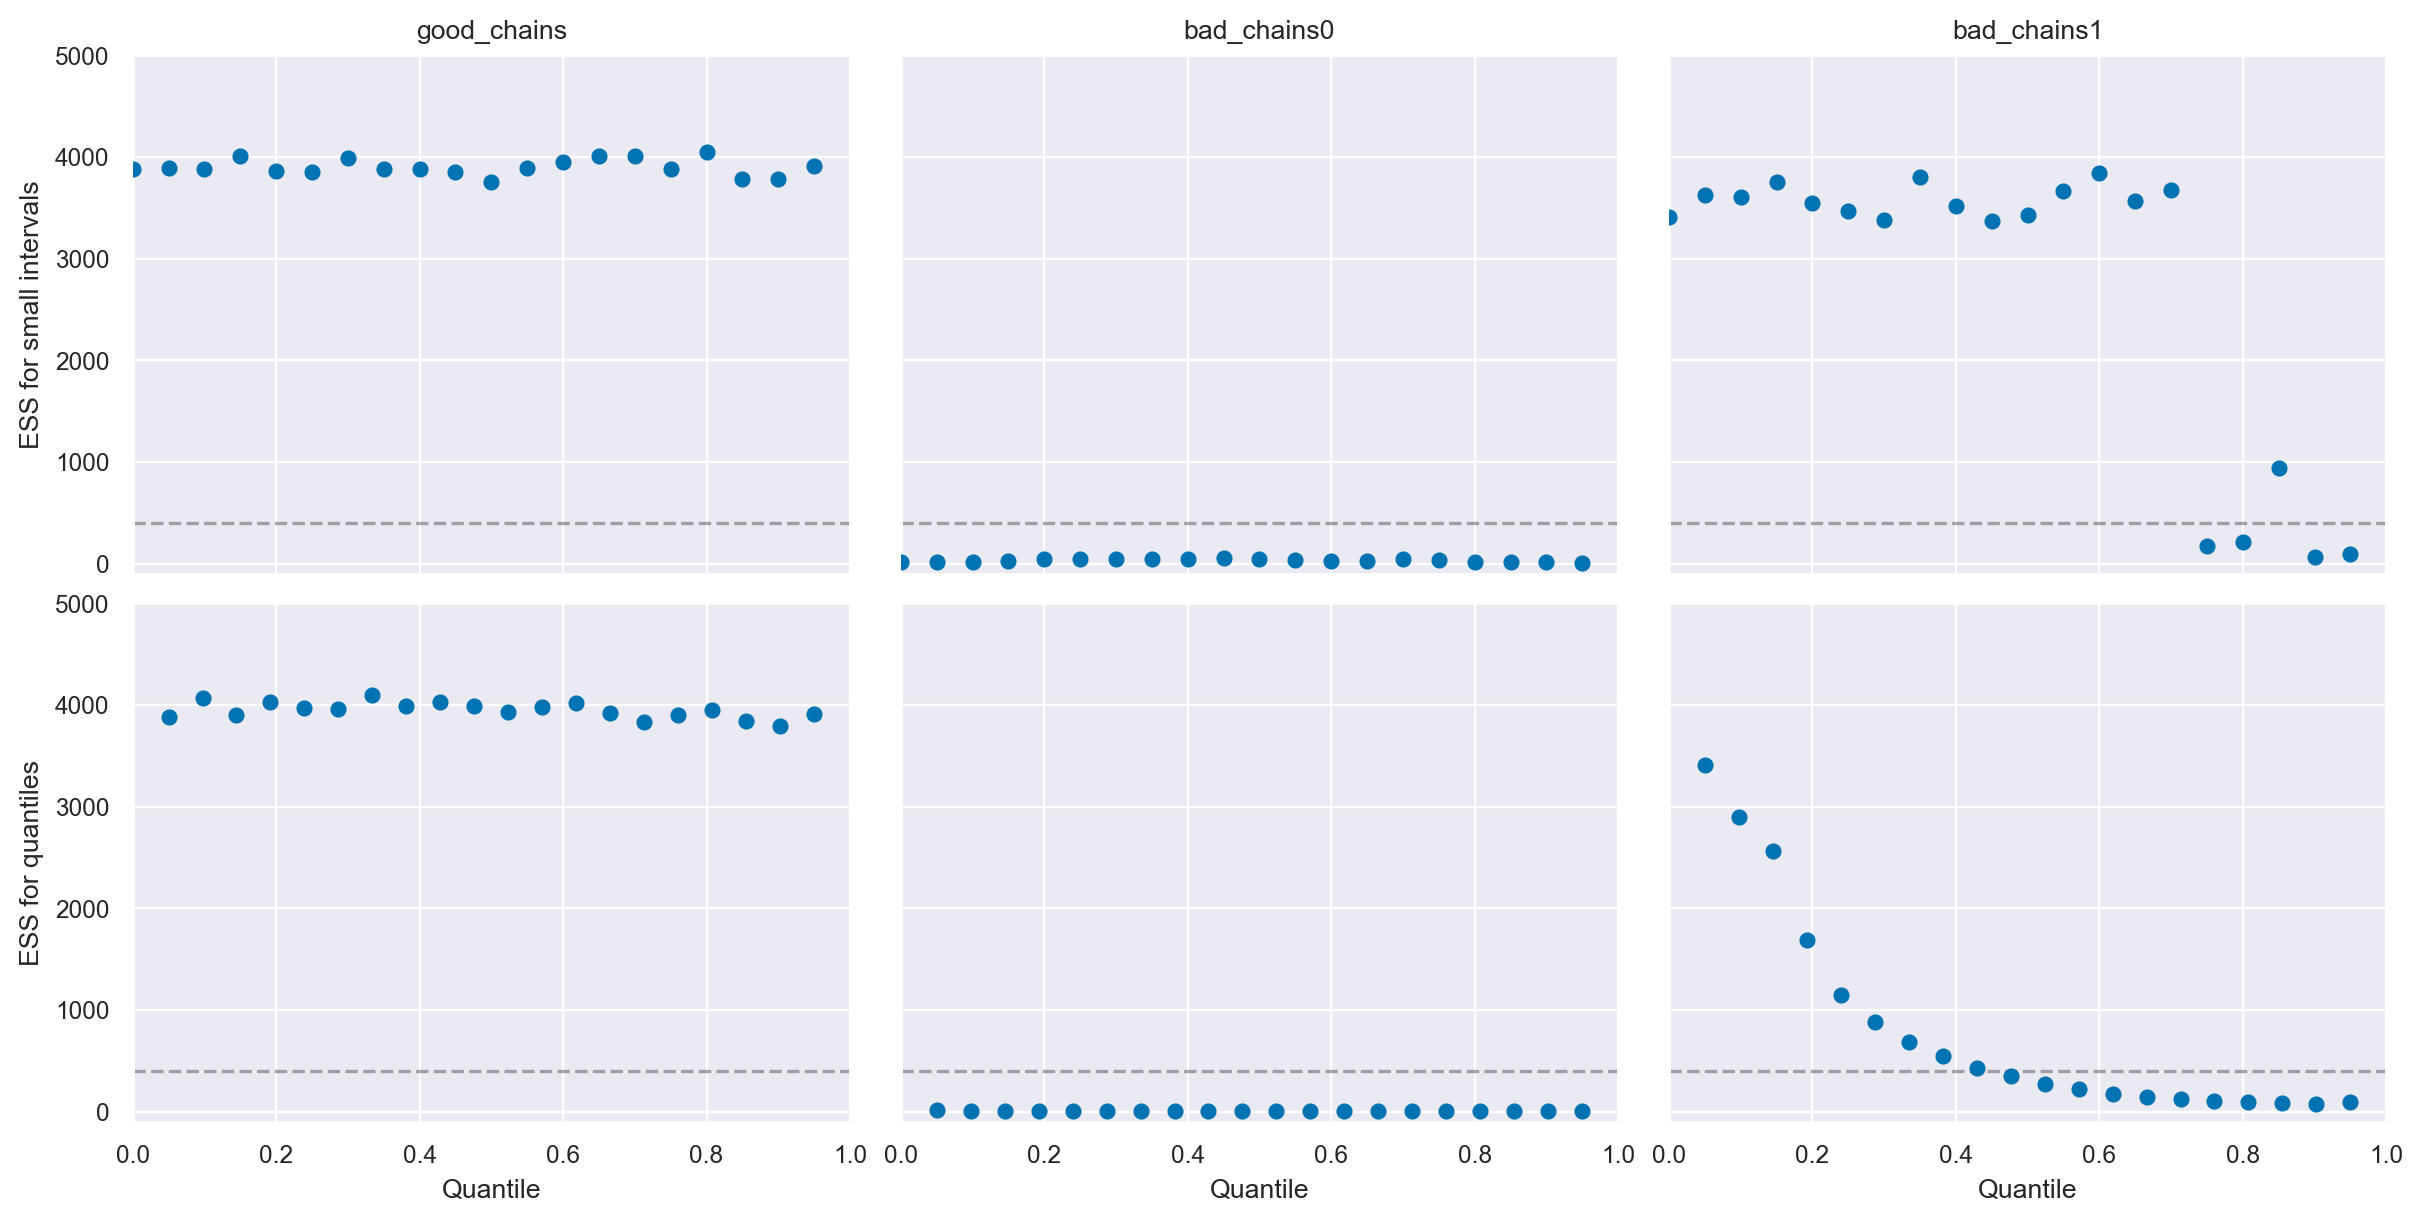 good_chains bad_chains0 bad_chains1
5000
4000
3000
2000
1000
0
ESS for small intervals
5000
4000
3000
2000
1000
0
ESS for quantiles
0.0 0.2 0.4 0.6 0.8 1.0 0.0 0.2 0.4 0.6 0.8 1.0 0.0 0.2 0.4 0.6 0.8 1.0
Quantile Quantile Quantile